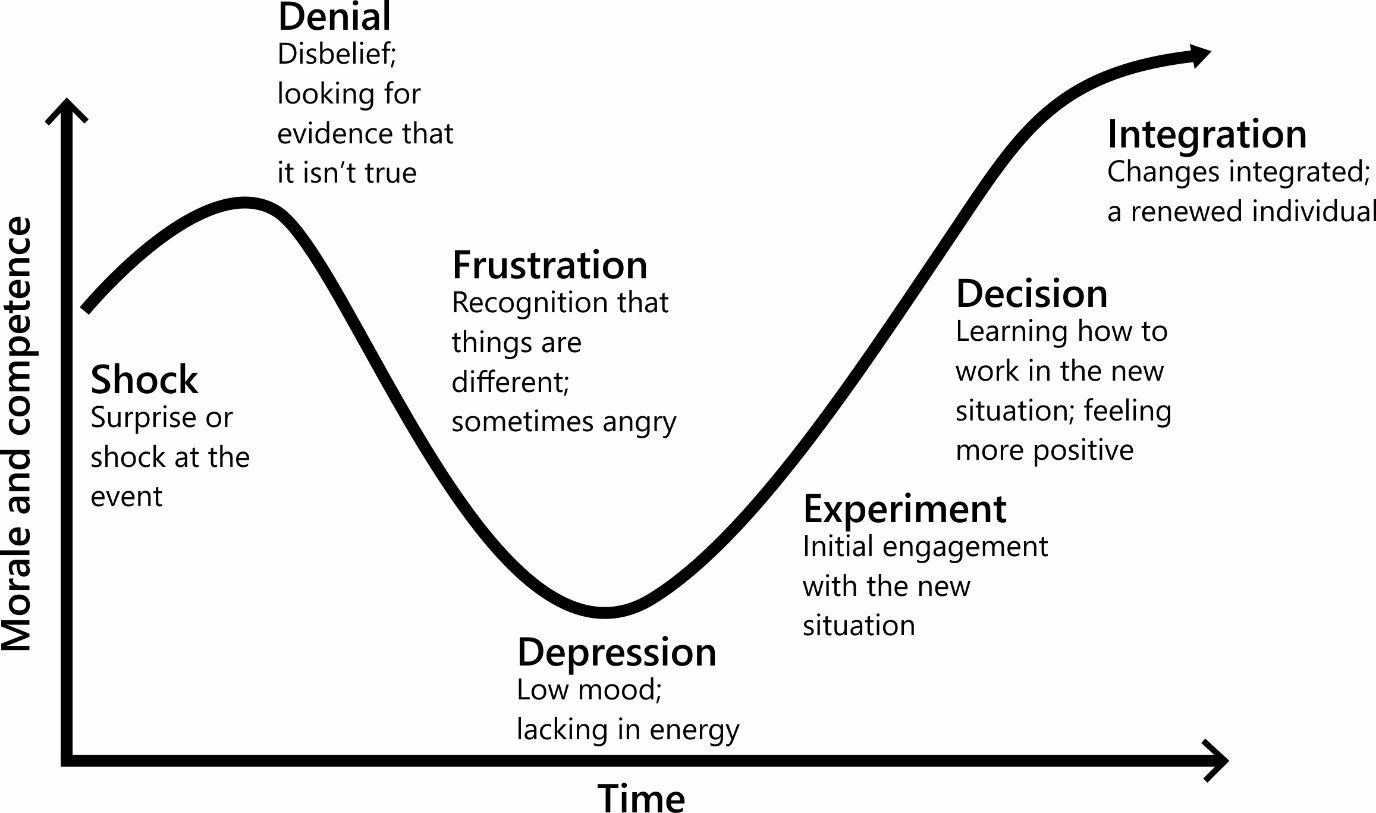 Denial
Disbelief;
looking for
evidence that
it isn’t true
Integration
Changes integrated;
a renewed individual
Frustration
Recognition that
things are
different;
sometimes angry
Decision
Learning how to
work in the new
situation; feeling
more positive
Shock
Surprise or
shock at the
event
Experiment
Initial engagement
with the new
situation
Depression
Low mood;
lacking in energy
Morale and competence
Time